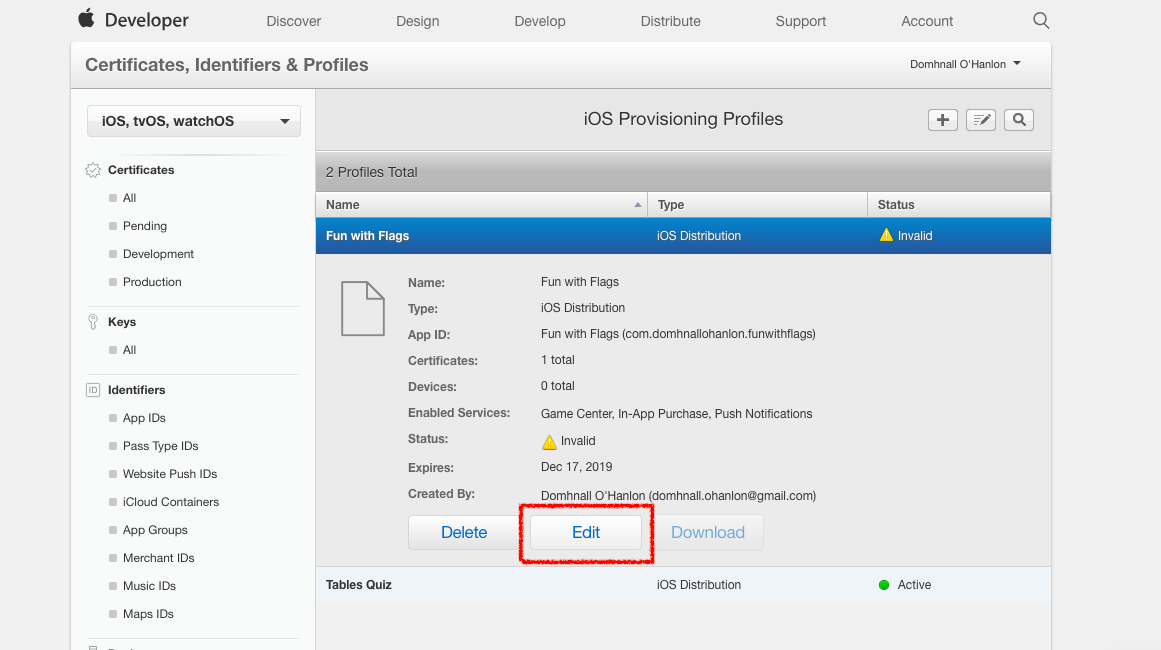 Developer Discover Design Develop Distribute Support Account
Certificates, Identifiers & Profiles Domhnall O'Hanlon
iOS, tvOS, watchOS
Certificates
All
Pending
Development
Production
Keys
All
ID Identifiers
App IDs
Pass Type IDs
Website Push IDs
iCloud Containers
App Groups
Merchant IDs
Music IDs
Maps IDs
iOS Provisioning Profiles
2 Profiles Total
Name Type Status
Fun with Flags iOS Distribution Invalid
Name: Fun with Flags
Type: iOS Distribution
App ID: Fun with Flags (com.domhnallohanlon.funwithflags)
Certificates: 1 total
Devices: 0 total
Enabled Services: Game Center, In-App Purchase, Push Notifications
Status: Invalid
Expires: Dec 17, 2019
Created By: Domhnall O'Hanlon (domhnall.ohanlon@gmail.com)
Delete Edit Download
Tables Quiz iOS Distribution Active